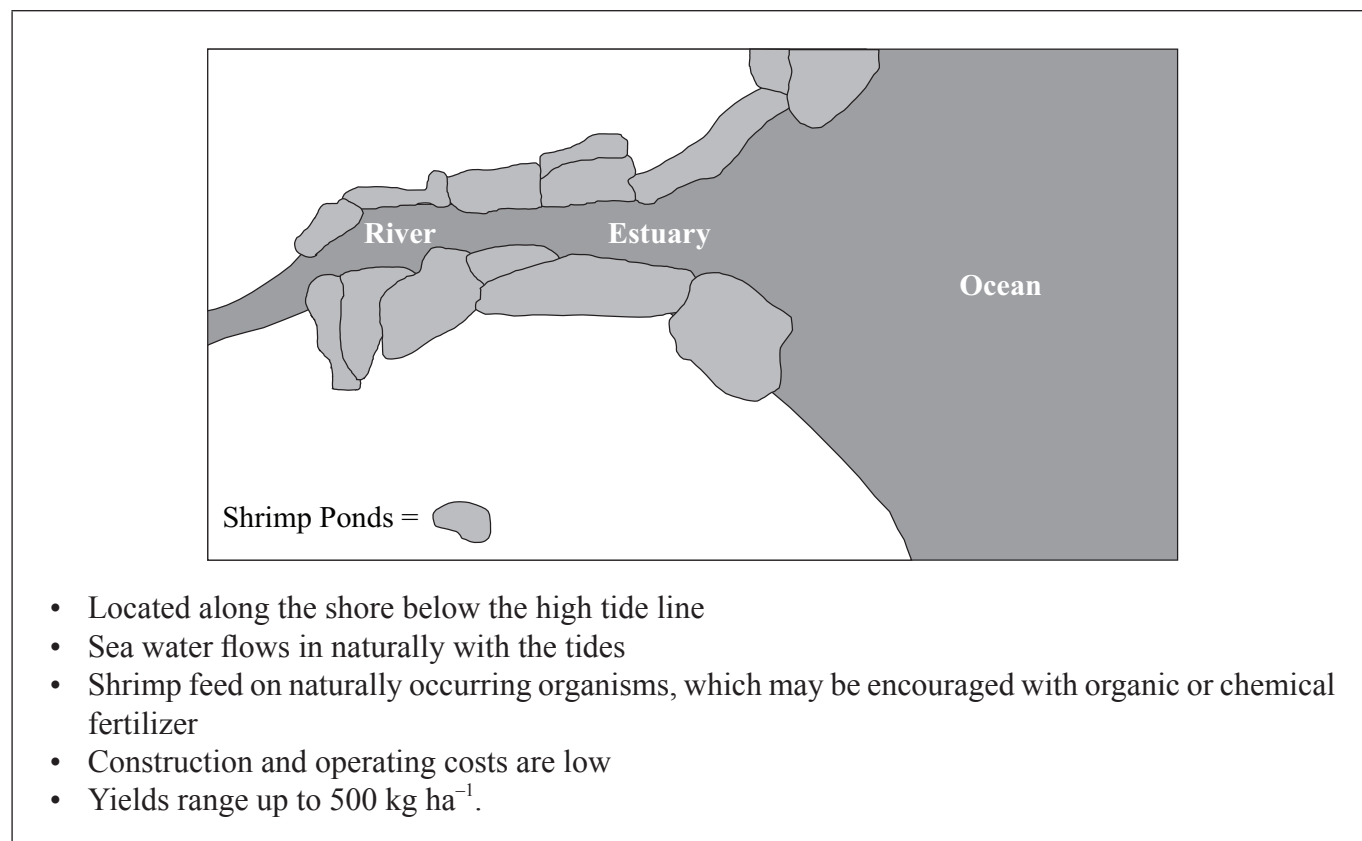 River
Estuary
Ocean
Shrimp Ponds =
• Located along the shore below the high tide line
• Sea water flows in naturally with the tides
• Shrimp feed on naturally occurring organisms, which may be encouraged with organic or chemical
fertilizer
• Construction and operating costs are low
• Yields range up to 500 kg ha⁻¹.